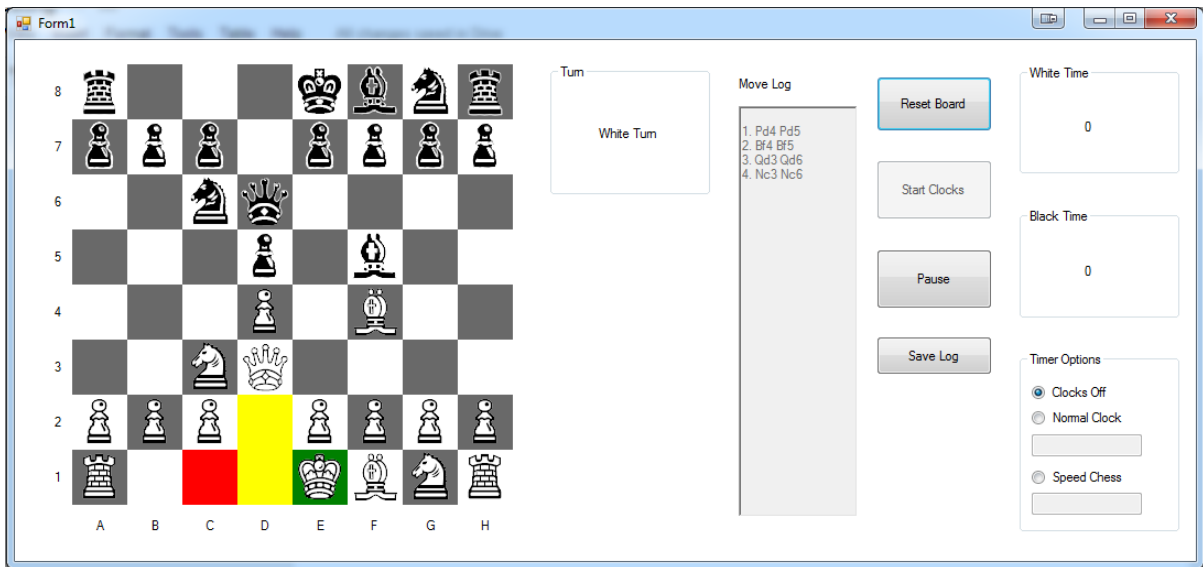 Form1
8
7
6
5
4
3
2
1
A B C D E F G H
Turn
White Turn
Move Log
1. Pd4 Pd5
2. Bf4 Bf5
3. Qd3 Qd6
4. Nc3 Nc6
Reset Board
Start Clocks
Pause
Save Log
White Time
0
Black Time
0
Timer Options
Clocks Off
Normal Clock
Speed Chess